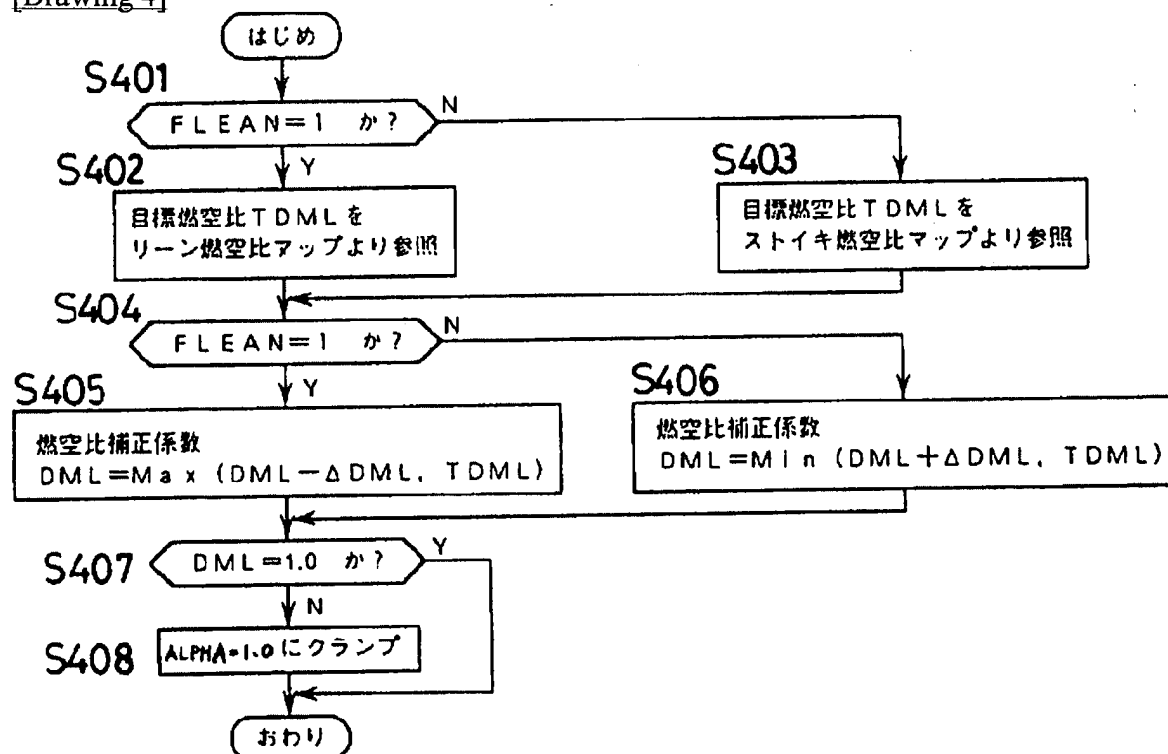 [Drawing 4]
はじめ
S401
FLEAN=1 か?
N
Y
S402
目標燃空比TDMLを
リーン燃空比マップより参照
S403
目標燃空比TDMLを
ストイキ燃空比マップより参照
S404
FLEAN=1 か?
N
Y
S405
燃空比補正係数
DML=Max (DML-ΔDML, TDML)
S406
燃空比補正係数
DML=Min (DML+ΔDML, TDML)
S407
DML=1.0 か?
Y
N
S408
ALPHA=1.0にクランプ
おわり